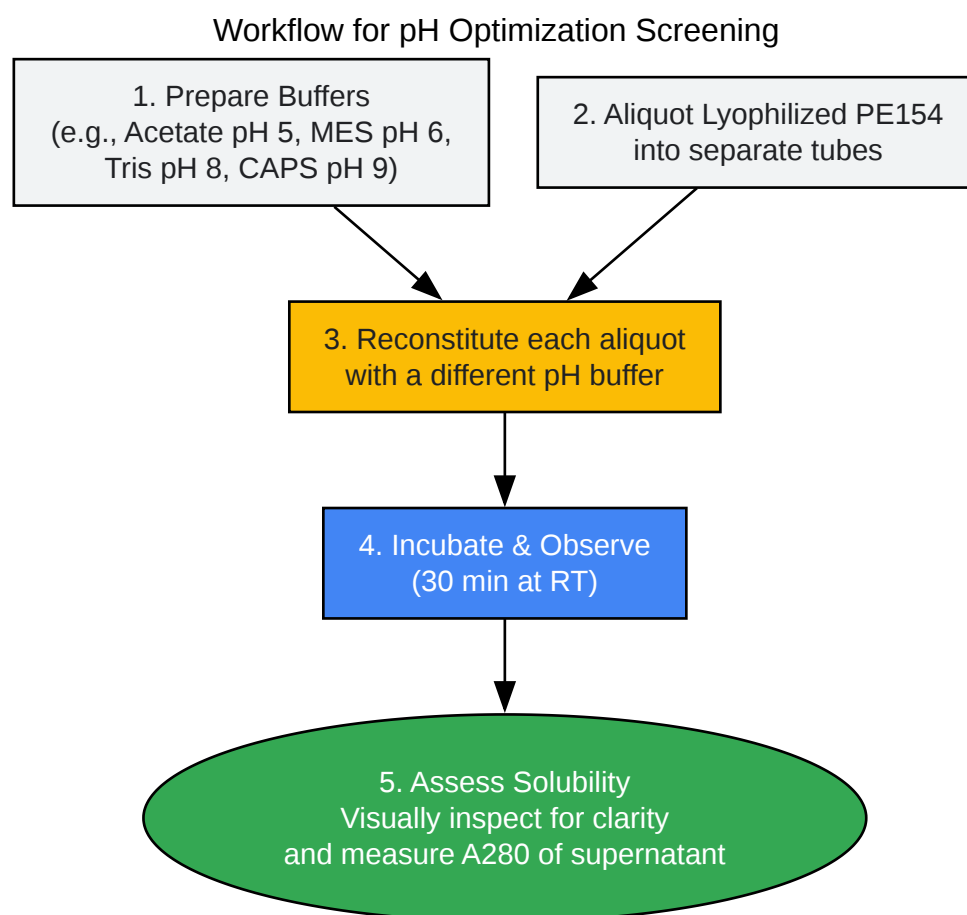 Workflow for pH Optimization Screening
1. Prepare Buffers
(e.g., Acetate pH 5, MES pH 6,
Tris pH 8, CAPS pH 9)
2. Aliquot Lyophilized PE154
into separate tubes
3. Reconstitute each aliquot
with a different pH buffer
4. Incubate & Observe
(30 min at RT)
5. Assess Solubility
Visually inspect for clarity
and measure A280 of supernatant